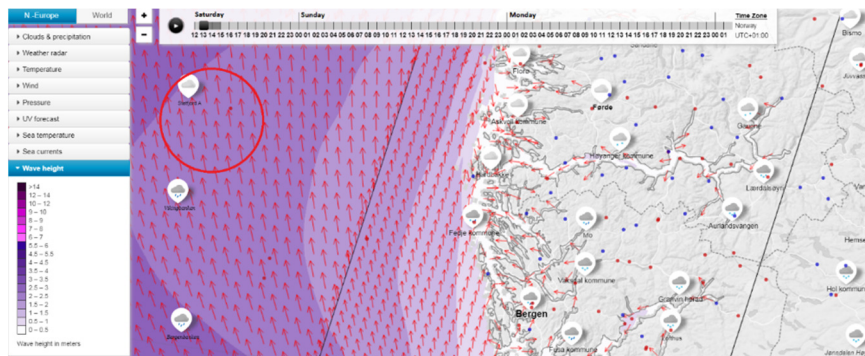 N.-Europe
World
Clouds & precipitation
Weather radar
Temperature
Wind
Pressure
UV forecast
Sea temperature
Sea currents
Wave height
>14
12 – 14
10 – 12
9 – 10
8 – 9
7 – 8
6 – 7
5.5 – 6
4.5 – 5.5
4 – 4.5
3.5 – 4
3 – 3.5
2.5 – 3
2 – 2.5
1.5 – 2
1 – 1.5
0.5 – 1
0 – 0.5
Wave height in meters
+
−
Saturday
Sunday
Monday
12 13 14 15 16 17 18 19 20 21 22 23 00 01 02 03 04 05 06 07 08 09 10 11 12 13 14 15 16 17 18 19 20 21 22 23 00 01 02 03 04 05 06 07 08 09 10 11 12 13 14 15 16 17 18 19 20 21 22 23 00 01
Time Zone
Norway
UTC+01:00
Florø
Førde
Askvoll kommune
Høyanger kommune
Gaupne
Lærdalsøyri
Aurlandsvangen
Fedje kommune
Mo
Vaksdal kommune
Granvin herad
Bergen
Lofthus
Fusa kommune
Bismo
Hol kommune